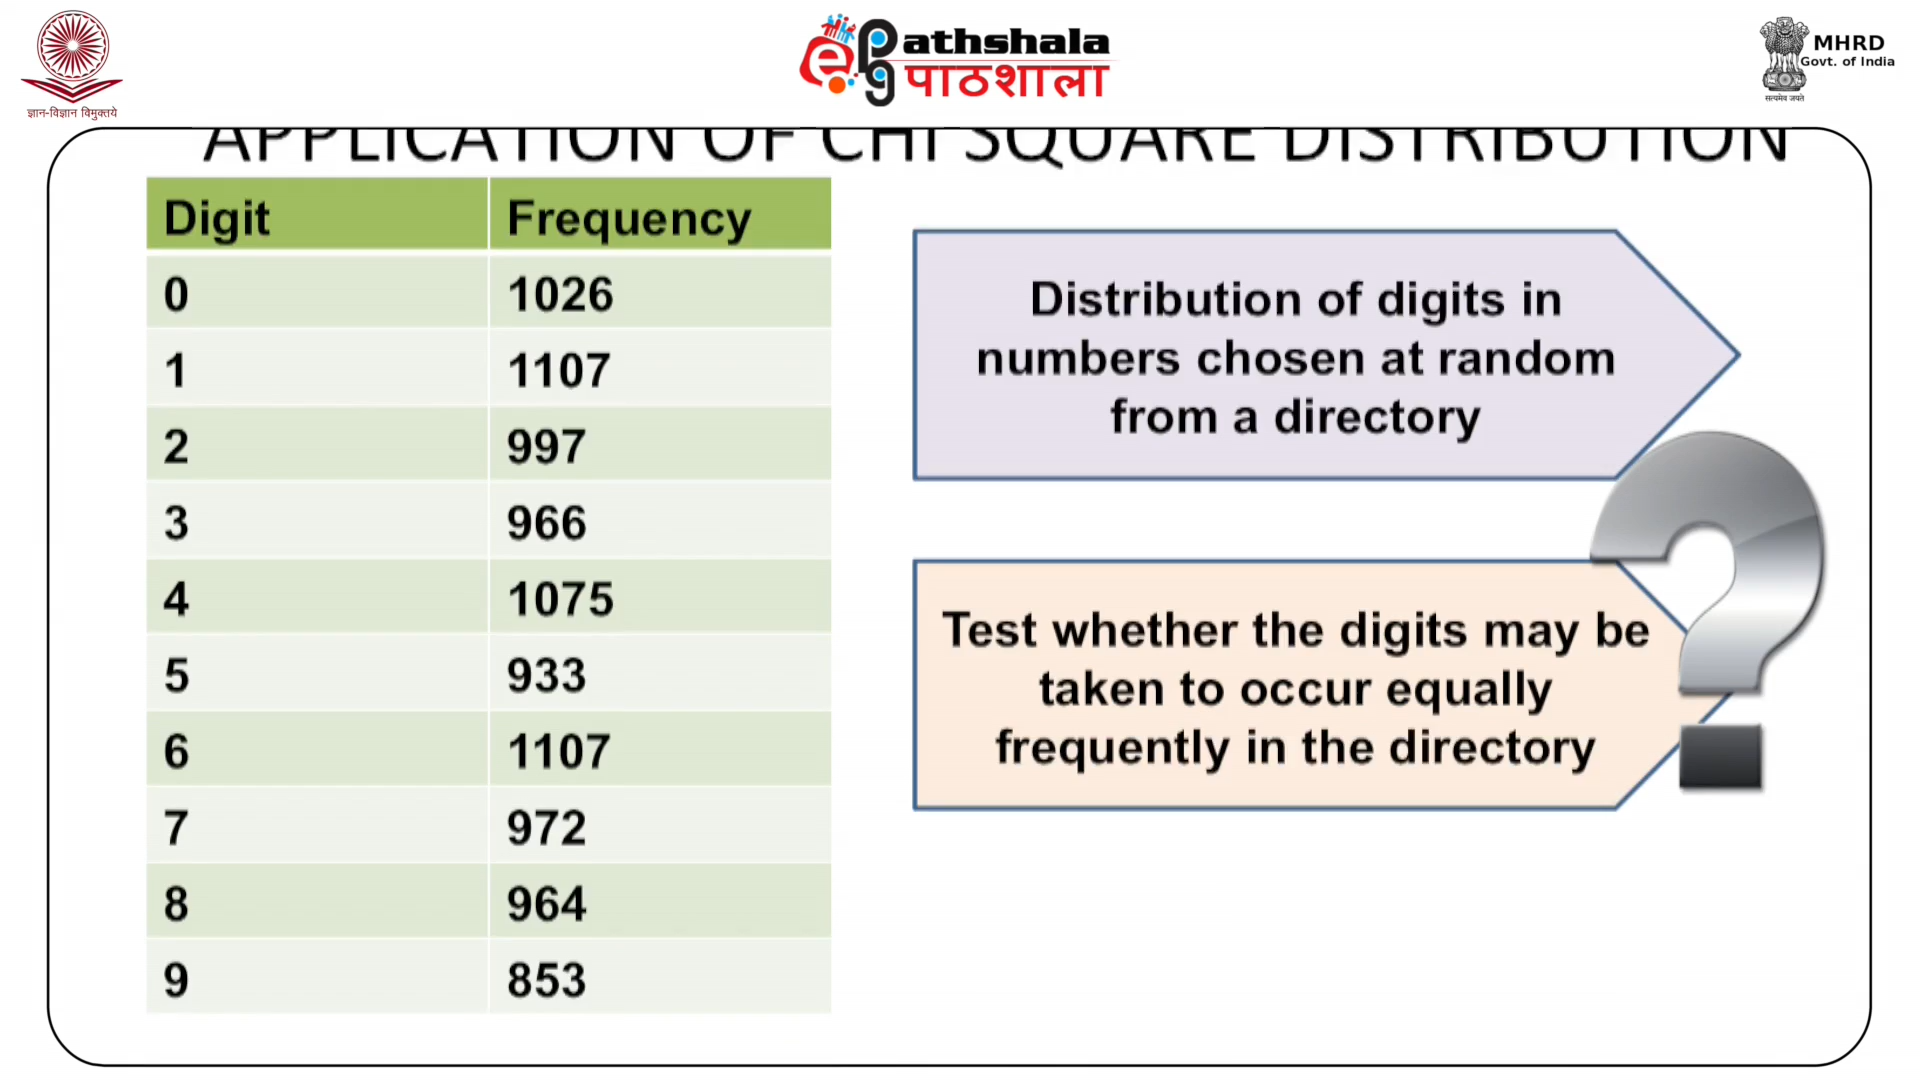 ज्ञान-विज्ञान विमुक्तये
e pg athshala
पाठशाला
MHRD
Govt. of India
सत्यमेव जयते
APPLICATION OF CHI SQUARE DISTRIBUTION
Digit Frequency
0 1026
1 1107
2 997
3 966
4 1075
5 933
6 1107
7 972
8 964
9 853
Distribution of digits in
numbers chosen at random
from a directory
Test whether the digits may be
taken to occur equally
frequently in the directory
?